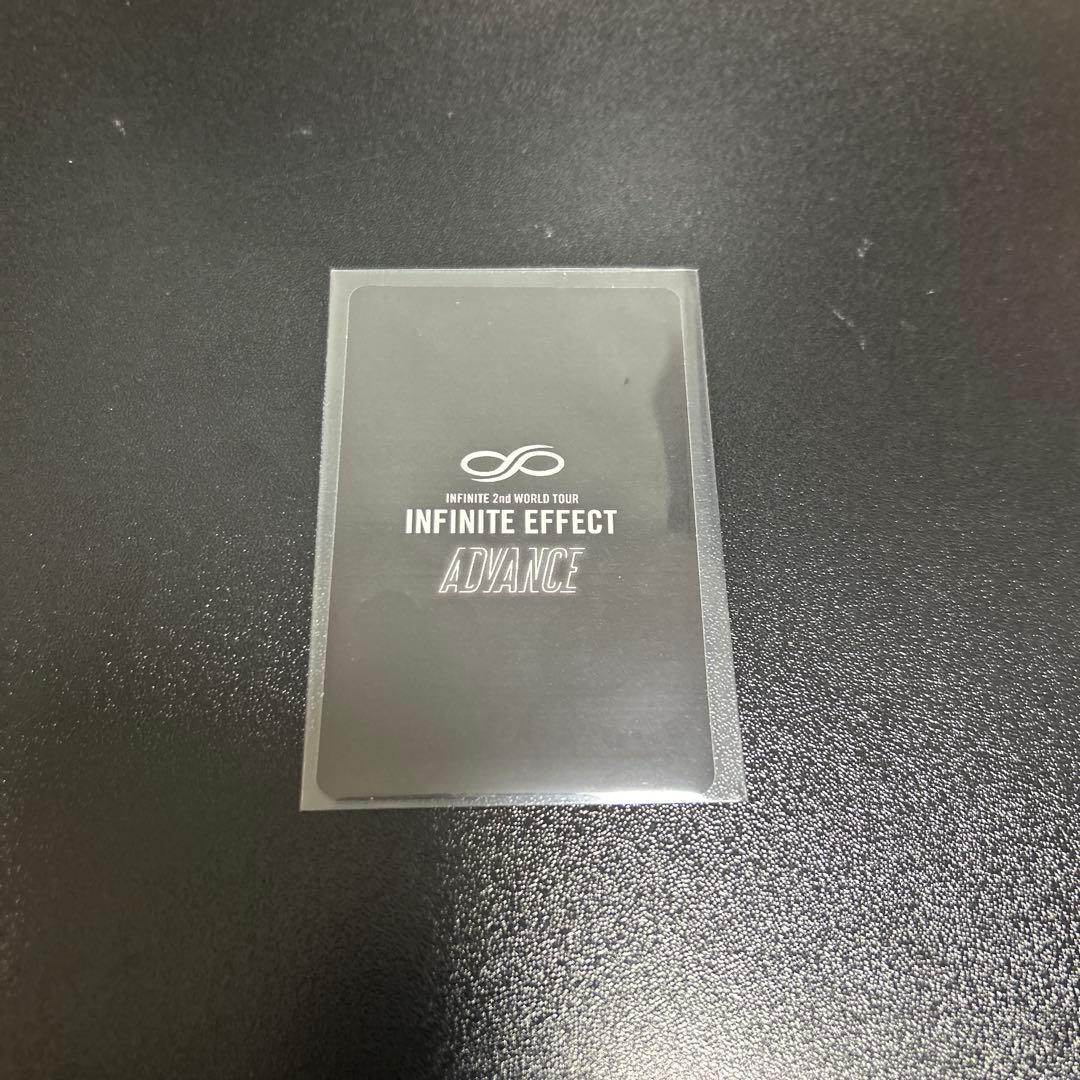 INFINITE 2nd WORLD TOUR
INFINITE EFFECT
ADVANCE